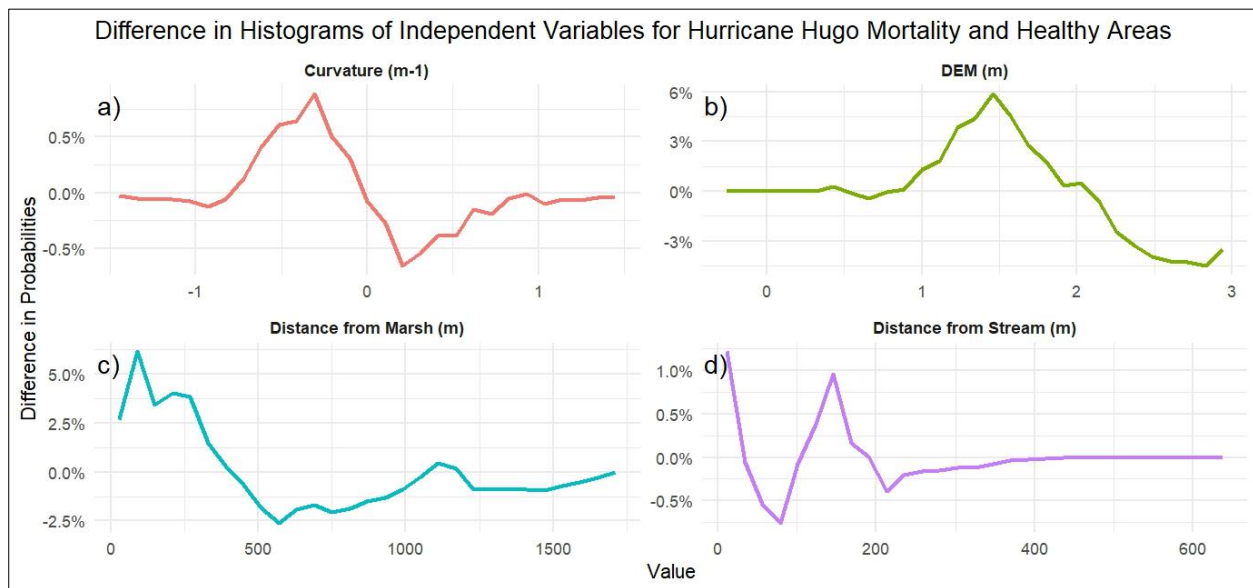 Difference in Histograms of Independent Variables for Hurricane Hugo Mortality and Healthy Areas
Difference in Probabilities
Curvature (m-1)
a)
0.5%
0.0%
-0.5%
-1 0 1
DEM (m)
b)
6%
3%
0%
-3%
0 1 2 3
Distance from Marsh (m)
c)
5.0%
2.5%
0.0%
-2.5%
0 500 1000 1500
Distance from Stream (m)
d)
1.0%
0.5%
0.0%
-0.5%
0 200 400 600
Value